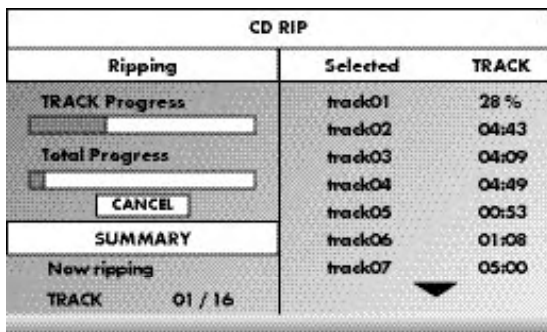 CD RIP
Ripping
TRACK Progress
Total Progress
CANCEL
SUMMARY
Now ripping
TRACK 01 / 16
Selected TRACK
track01 28 %
track02 04:43
track03 04:09
track04 04:49
track05 00:53
track06 01:08
track07 05:00